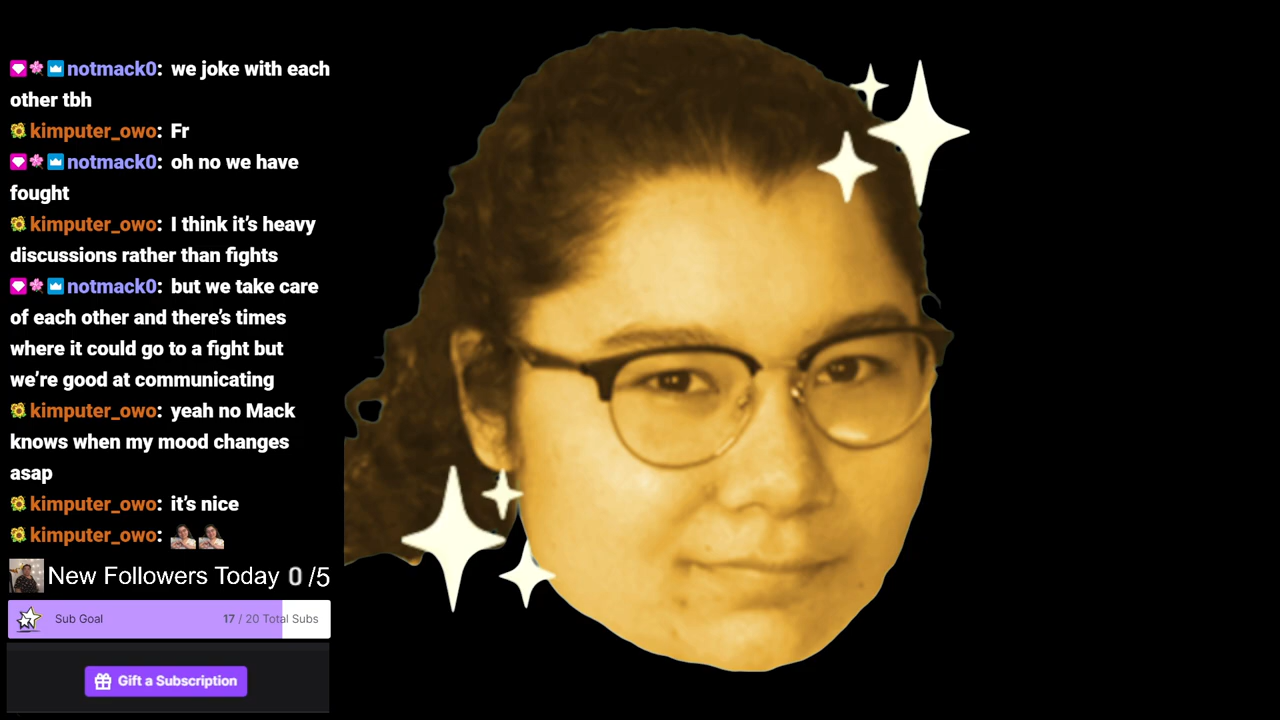 notmack0: we joke with each
other tbh
kimputer_owo: Fr
notmack0: oh no we have
fought
kimputer_owo: I think it’s heavy
discussions rather than fights
notmack0: but we take care
of each other and there’s times
where it could go to a fight but
we’re good at communicating
kimputer_owo: yeah no Mack
knows when my mood changes
asap
kimputer_owo: it’s nice
kimputer_owo:
New Followers Today 0 /5
Sub Goal 17 / 20 Total Subs
Gift a Subscription